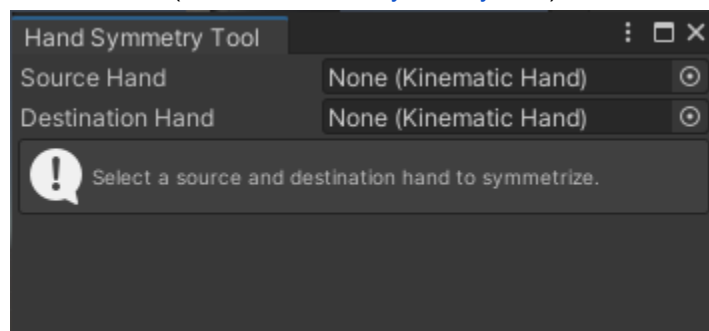 Hand Symmetry Tool
Source Hand None (Kinematic Hand)
Destination Hand None (Kinematic Hand)
Select a source and destination hand to symmetrize.